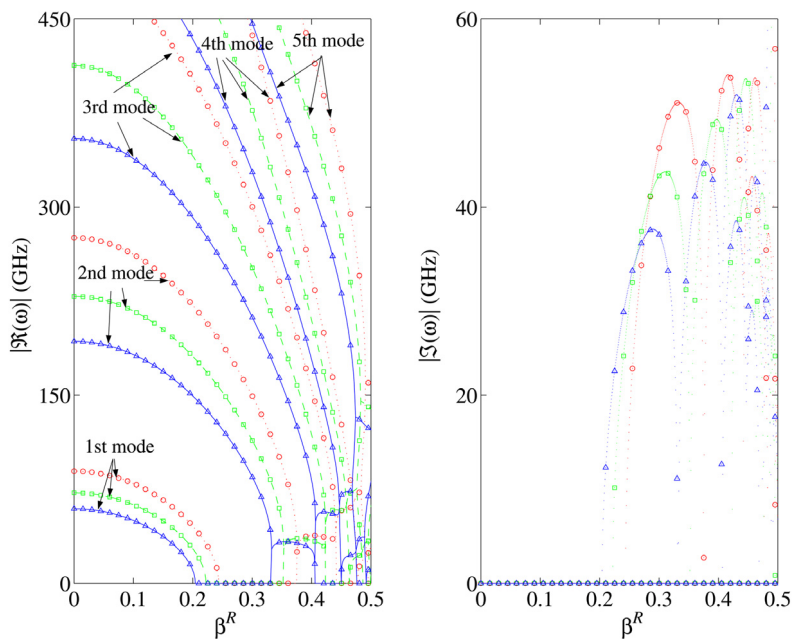 450
300
150
0
|ℜ(ω)| (GHz)
4th mode
5th mode
3rd mode
2nd mode
1st mode
0 0.1 0.2 0.3 0.4 0.5
β^R
60
40
20
0
|ℑ(ω)| (GHz)
0 0.1 0.2 0.3 0.4 0.5
β^R